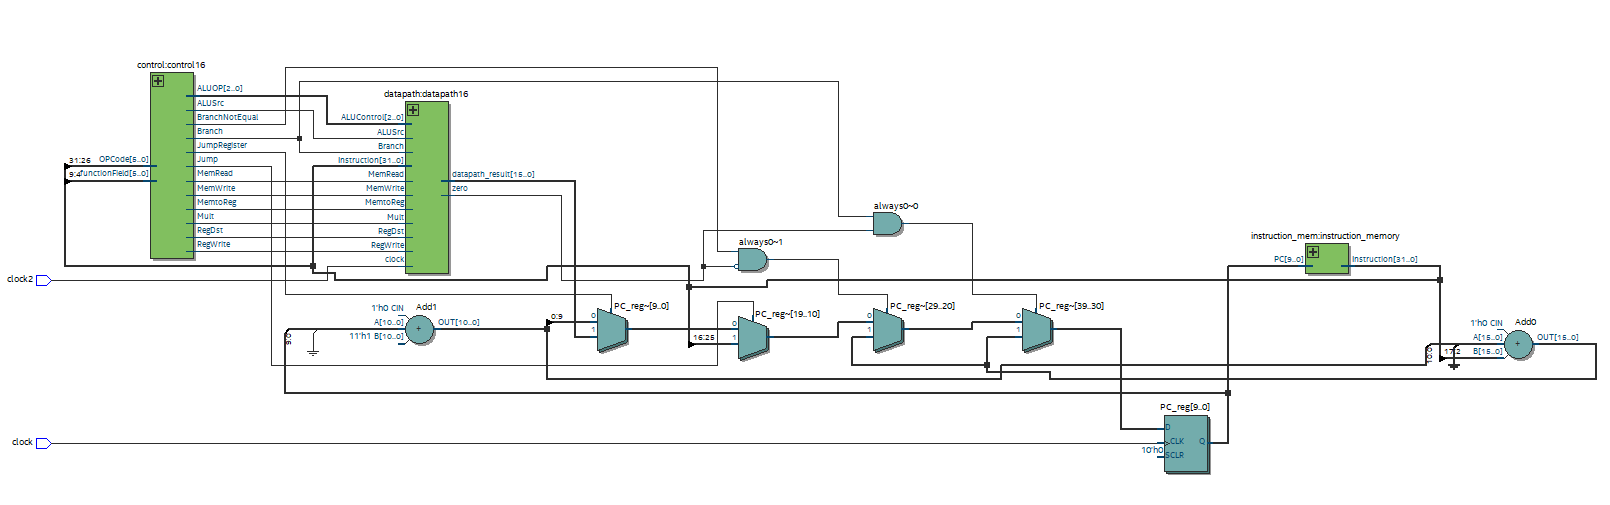 control:control16
ALUOP[2..0]
ALUSrc
BranchNotEqual
Branch
JumpRegister
Jump
MemRead
MemWrite
MemtoReg
Mult
RegDst
RegWrite
31:26 OPCode[5..0]
9:4 functionField[5..0]
datapath:datapath16
ALUControl[2..0]
ALUSrc
Branch
Instruction[31..0]
MemRead
MemWrite
MemtoReg
Mult
RegDst
RegWrite
clock
datapath_result[15..0]
zero
always0~0
always0~1
instruction_mem:instruction_memory
PC[9..0]
Instruction[31..0]
clock2
1'h0 CIN
Add1
A[10..0]
OUT[10..0]
11'h1 B[10..0]
9:0
0:9
PC_reg~[9..0]
0
1
16:25
PC_reg~[19..10]
0
1
PC_reg~[29..20]
0
1
PC_reg~[39..30]
0
1
1'h0 CIN
Add0
A[15..0]
OUT[15..0]
B[15..0]
10:0
17:2
PC_reg[9..0]
D
CLK
Q
10'h0
SCLR
clock